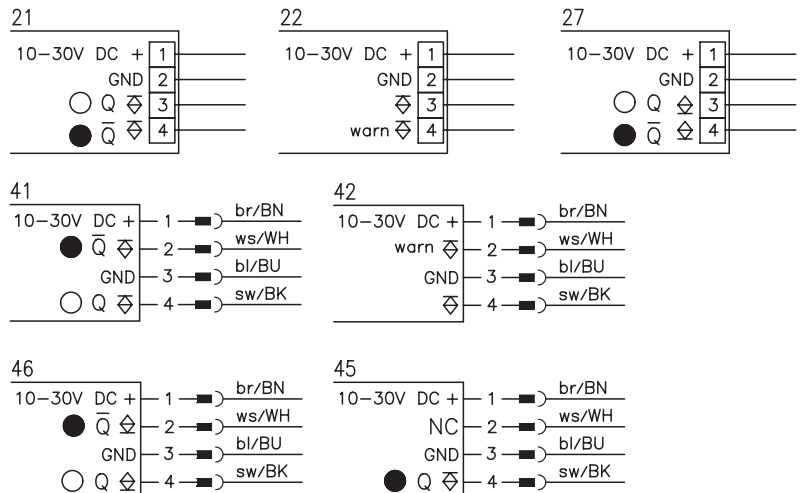 21
10–30V DC + 1
GND 2
Q 3
Q̅ 4
22
10–30V DC + 1
GND 2
3
warn 4
27
10–30V DC + 1
GND 2
Q 3
Q̅ 4
41
10–30V DC + 1 br/BN
Q̅ 2 ws/WH
GND 3 bl/BU
Q 4 sw/BK
42
10–30V DC + 1 br/BN
warn 2 ws/WH
GND 3 bl/BU
4 sw/BK
46
10–30V DC + 1 br/BN
Q̅ 2 ws/WH
GND 3 bl/BU
Q 4 sw/BK
45
10–30V DC + 1 br/BN
NC 2 ws/WH
GND 3 bl/BU
Q 4 sw/BK